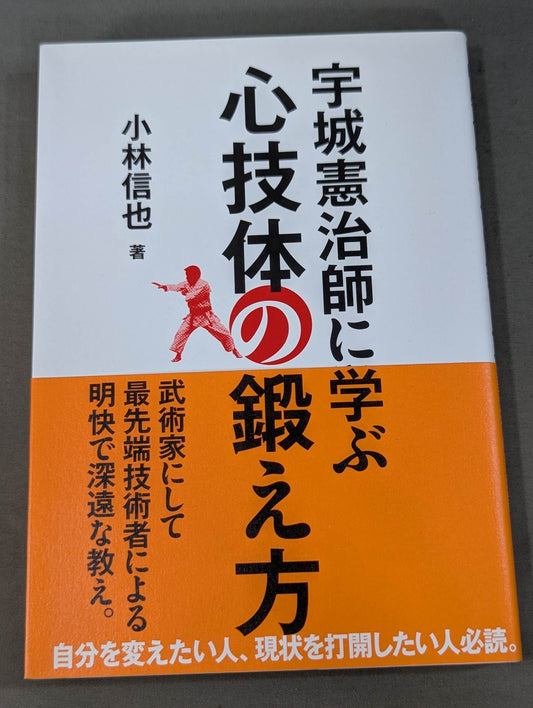 宇城憲治師に学ぶ
心技体の鍛え方
小林信也 著
武術家にして
最先端技術者による
明快で深遠な教え。
自分を変えたい人、現状を打開したい人必読。